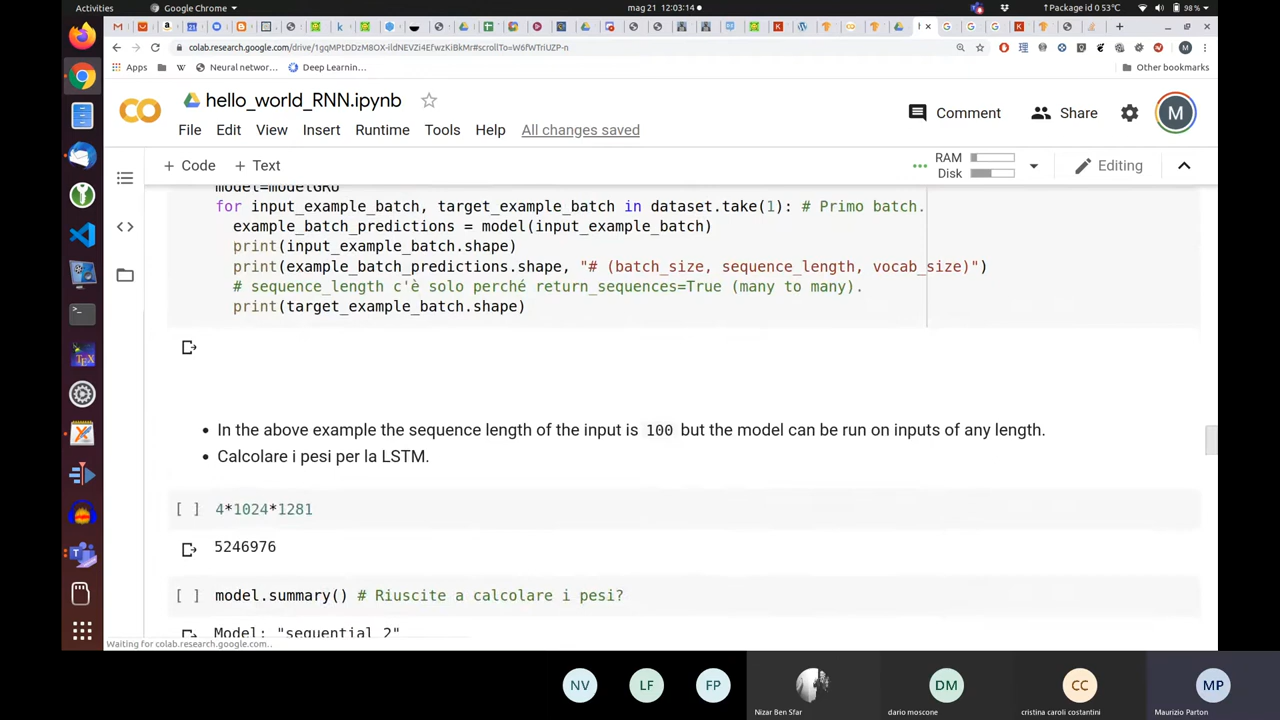 Activities
Google Chrome
mag 21 12:03:14
Package id 0 53°C
98%
colab.research.google.com/drive/1gqMPtDDzM8OX-ildNEVZi4EfwzKiBkMr#scrollTo=W6fWTriUZP-n
Apps
Neural networ...
Deep Learnin...
Other bookmarks
hello_world_RNN.ipynb
Comment
Share
M
File Edit View Insert Runtime Tools Help All changes saved
+ Code + Text
RAM
Disk
Editing
model=modelGRU
for input_example_batch, target_example_batch in dataset.take(1): # Primo batch.
example_batch_predictions = model(input_example_batch)
print(input_example_batch.shape)
print(example_batch_predictions.shape, "# (batch_size, sequence_length, vocab_size)")
# sequence_length c'è solo perché return_sequences=True (many to many).
print(target_example_batch.shape)
• In the above example the sequence length of the input is 100 but the model can be run on inputs of any length.
• Calcolare i pesi per la LSTM.
[ ] 4*1024*1281
5246976
[ ] model.summary() # Riuscite a calcolare i pesi?
Model: "sequential_2"
Waiting for colab.research.google.com...
NV
LF
FP
DM
CC
MP
Nizar Ben Sfar
dario moscone
cristina caroli costantini
Maurizio Parton